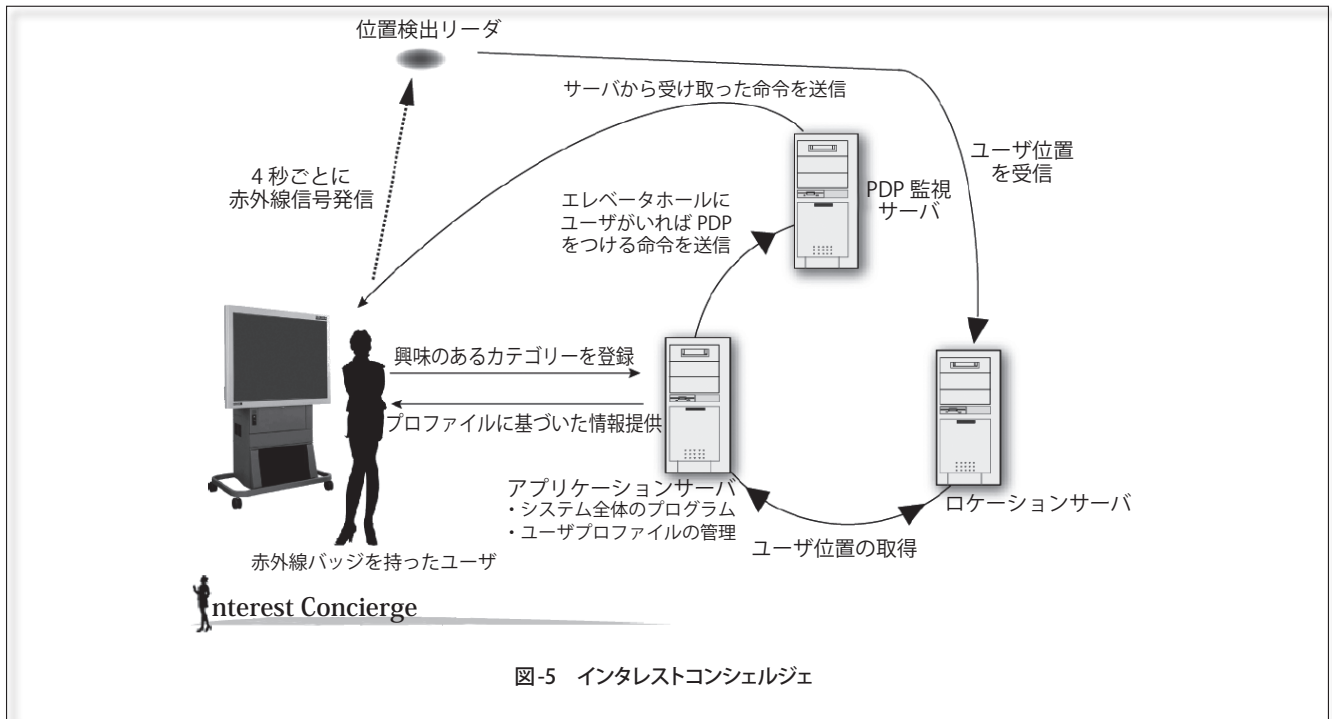 位置検出リーダ
サーバから受け取った命令を送信
ユーザ位置
を受信
4秒ごとに
赤外線信号発信
PDP 監視
サーバ
エレベータホールに
ユーザがいれば PDP
をつける命令を送信
興味のあるカテゴリーを登録
プロファイルに基づいた情報提供
アプリケーションサーバ
・システム全体のプログラム
・ユーザプロファイルの管理
ロケーションサーバ
ユーザ位置の取得
赤外線バッジを持ったユーザ
nterest Concierge
図-5 インタレストコンシェルジェ